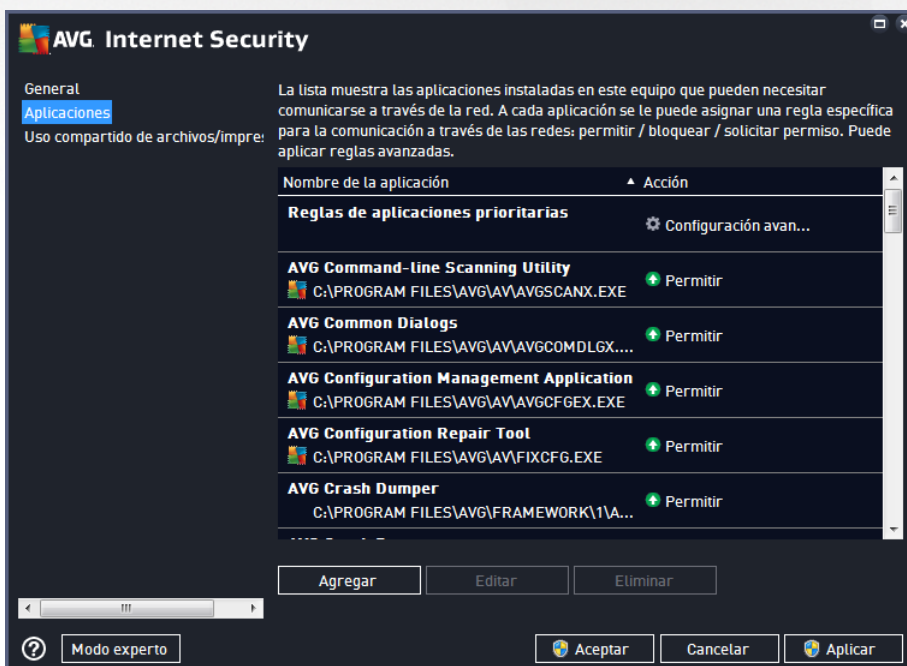 AVG Internet Security
General
Aplicaciones
Uso compartido de archivos/impre
La lista muestra las aplicaciones instaladas en este equipo que pueden necesitar
comunicarse a través de la red. A cada aplicación se le puede asignar una regla específica
para la comunicación a través de las redes: permitir / bloquear / solicitar permiso. Puede
aplicar reglas avanzadas.
Nombre de la aplicación Acción
Reglas de aplicaciones prioritarias
Configuración avan...
AVG Command-line Scanning Utility
C:\PROGRAM FILES\AVG\AV\AVGSCANX.EXE
Permitir
AVG Common Dialogs
C:\PROGRAM FILES\AVG\AV\AVGCOMDLGX....
Permitir
AVG Configuration Management Application
C:\PROGRAM FILES\AVG\AV\AVGCFGEX.EXE
Permitir
AVG Configuration Repair Tool
C:\PROGRAM FILES\AVG\AV\FIXCFG.EXE
Permitir
AVG Crash Dumper
C:\PROGRAM FILES\AVG\FRAMEWORK\1\A...
Permitir
Agregar Editar Eliminar
? Modo experto Aceptar Cancelar Aplicar